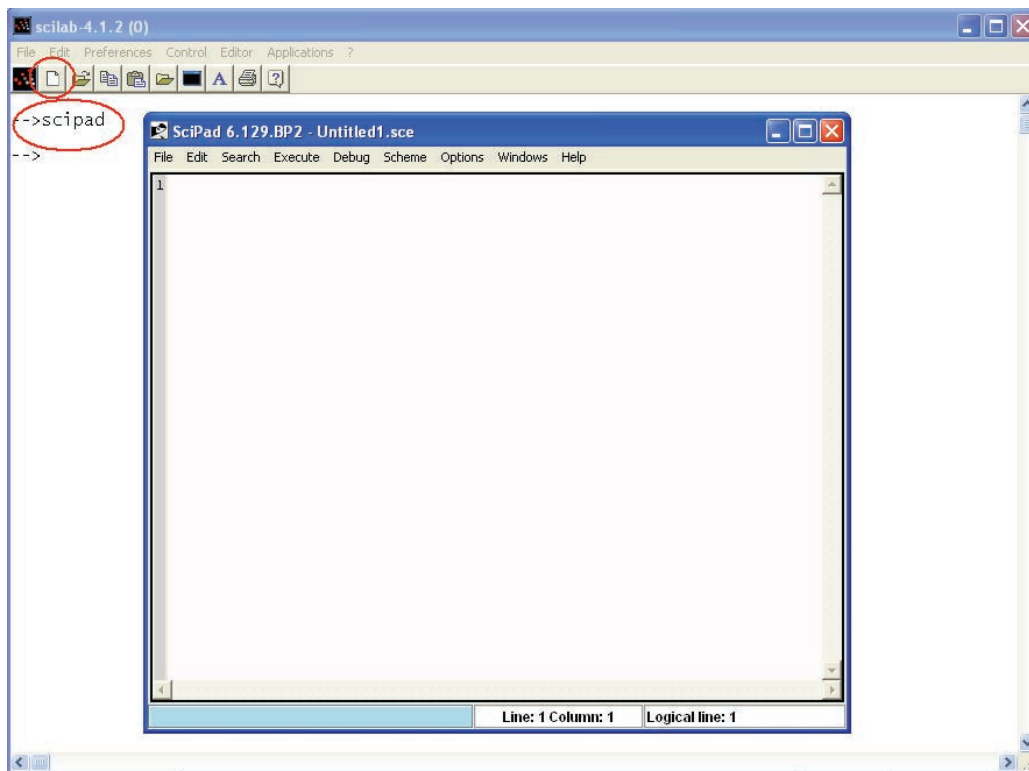 scilab-4.1.2 (0)
File Edit Preferences Control Editor Applications ?
A ?
-->scipad
-->
SciPad 6.129.BP2 - Untitled1.sce
File Edit Search Execute Debug Scheme Options Windows Help
1
Line: 1 Column: 1 Logical line: 1